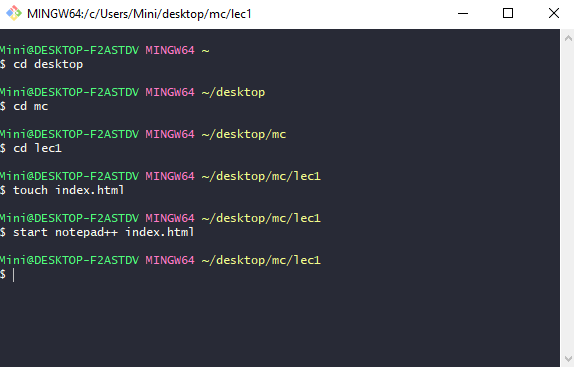 MINGW64:/c/Users/Mini/desktop/mc/lec1
Mini@DESKTOP-F2ASTDV MINGW64 ~
$ cd desktop
Mini@DESKTOP-F2ASTDV MINGW64 ~/desktop
$ cd mc
Mini@DESKTOP-F2ASTDV MINGW64 ~/desktop/mc
$ cd lec1
Mini@DESKTOP-F2ASTDV MINGW64 ~/desktop/mc/lec1
$ touch index.html
Mini@DESKTOP-F2ASTDV MINGW64 ~/desktop/mc/lec1
$ start notepad++ index.html
Mini@DESKTOP-F2ASTDV MINGW64 ~/desktop/mc/lec1
$